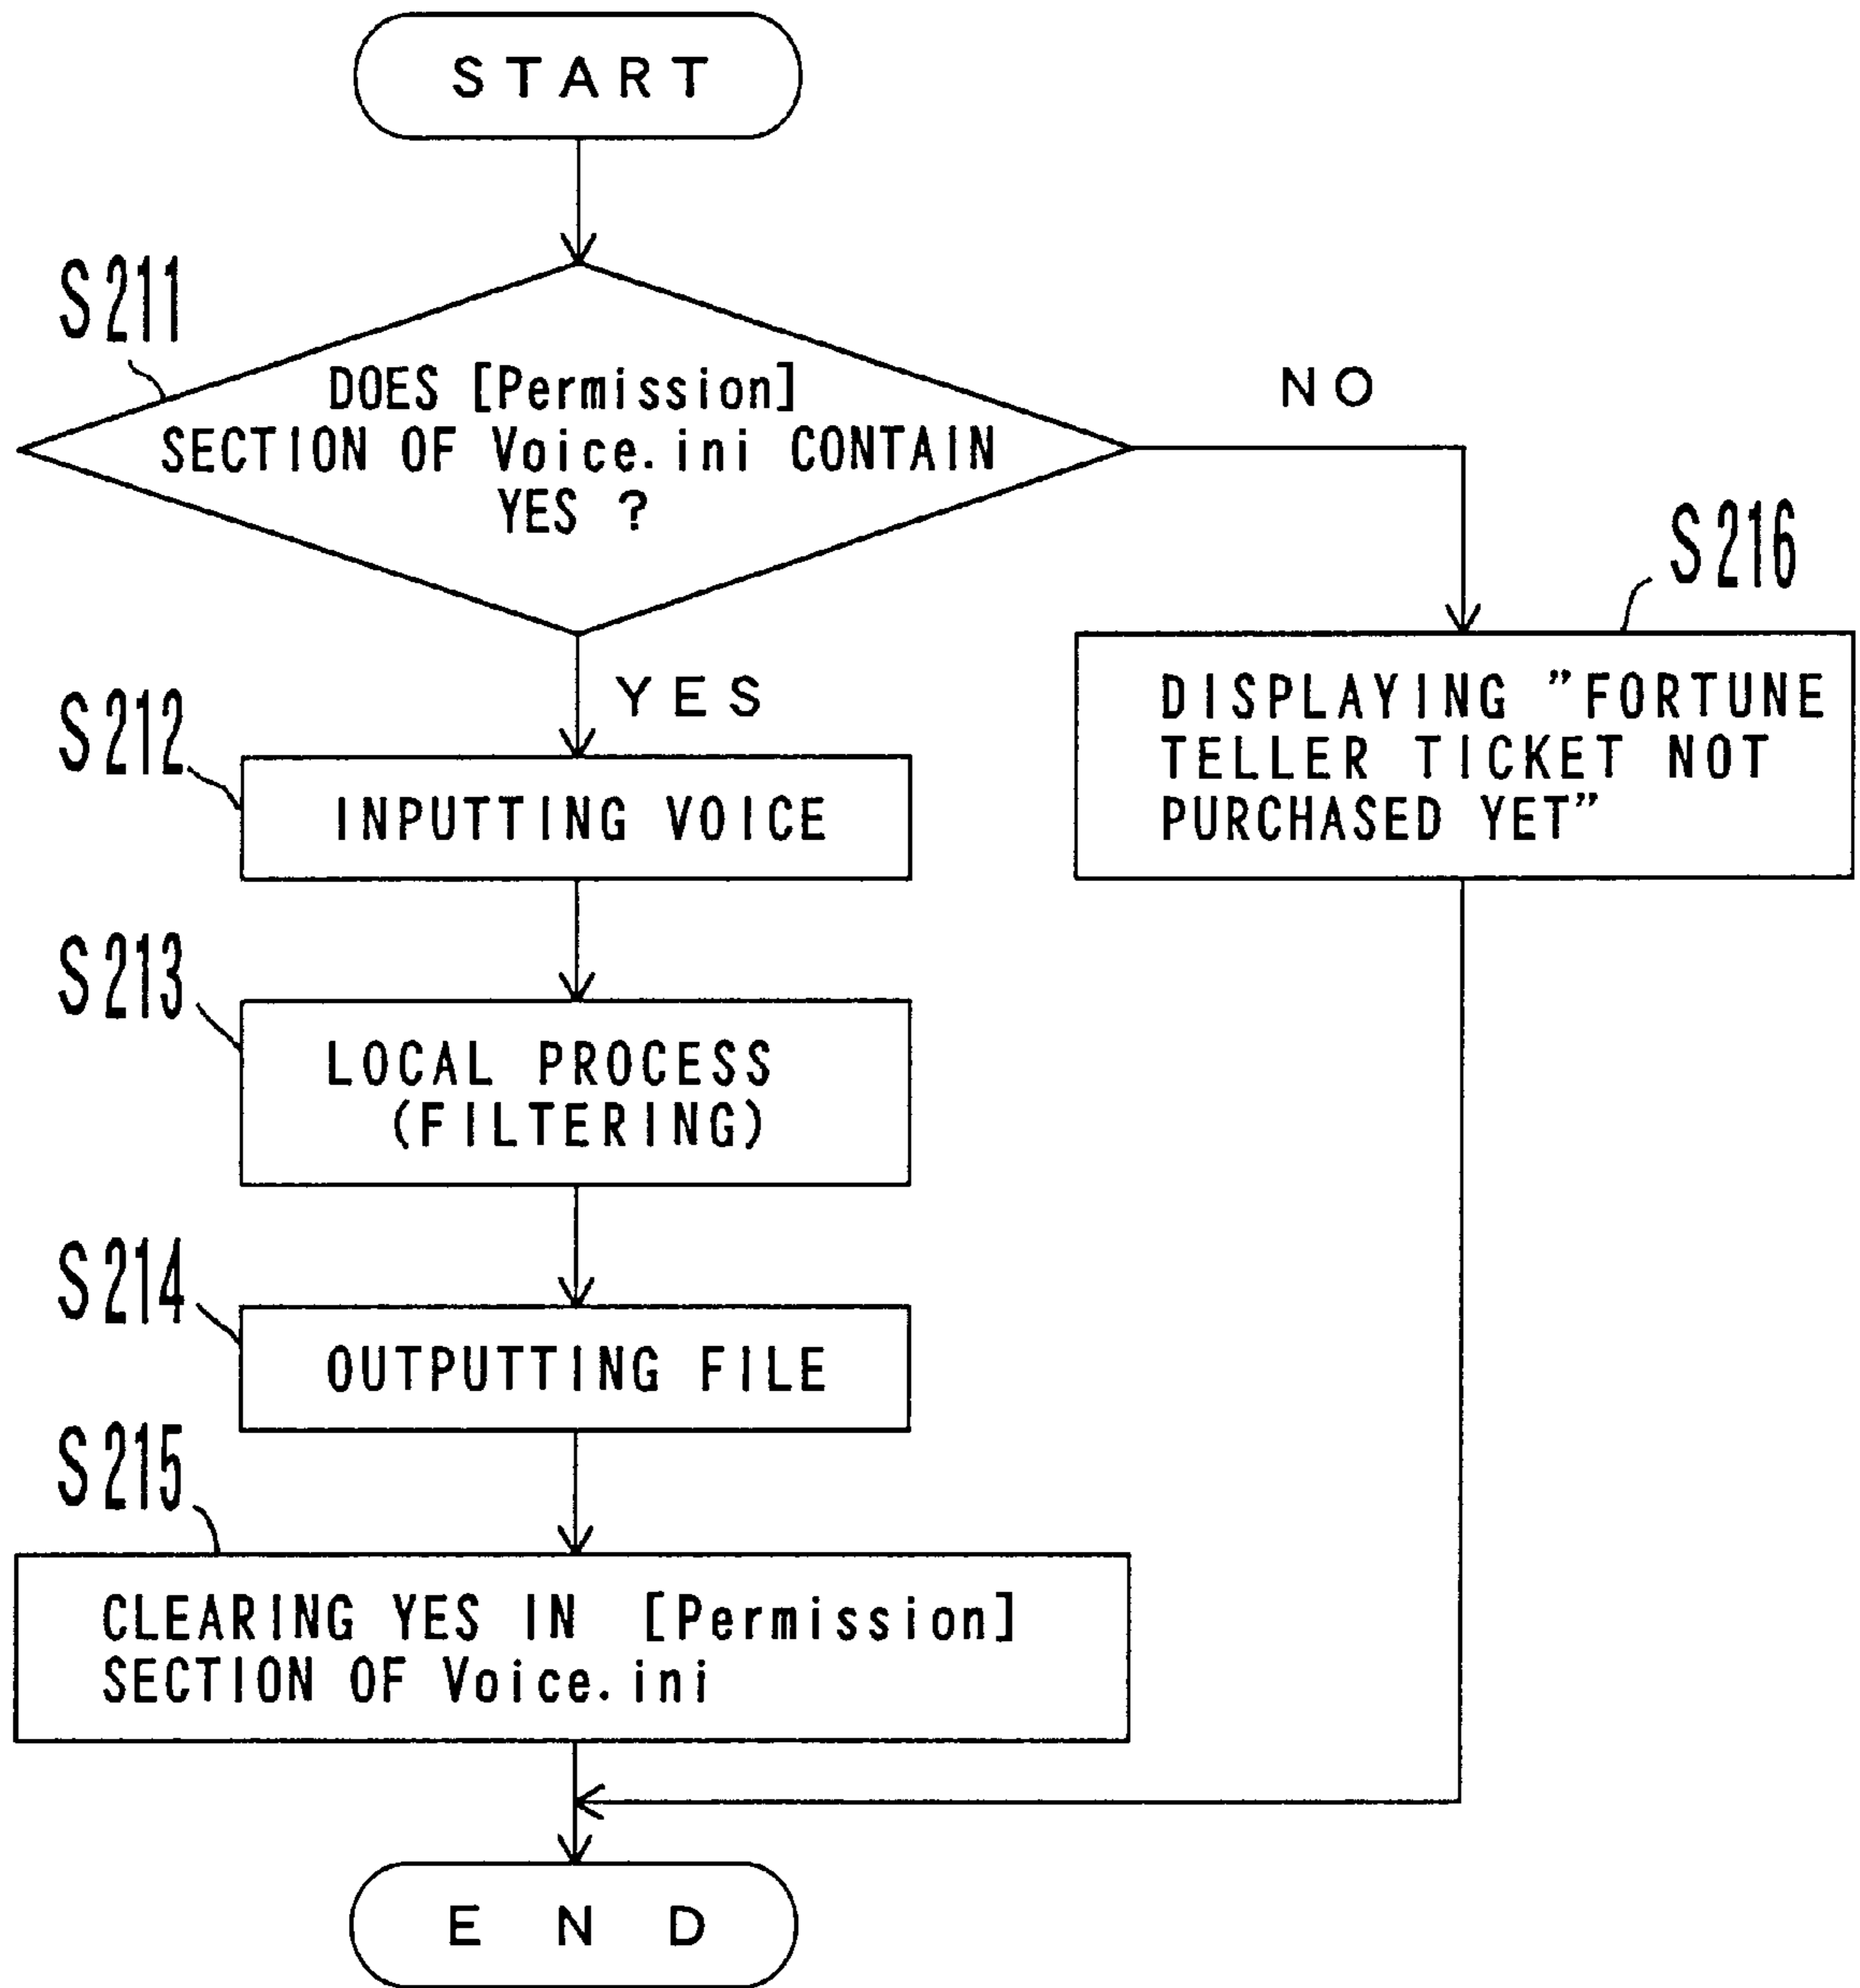 START
S211
DOES [Permission]
SECTION OF Voice.ini CONTAIN
YES ?
NO
YES
S216
DISPLAYING "FORTUNE
TELLER TICKET NOT
PURCHASED YET"
S212
INPUTTING VOICE
S213
LOCAL PROCESS
(FILTERING)
S214
OUTPUTTING FILE
S215
CLEARING YES IN [Permission]
SECTION OF Voice.ini
END